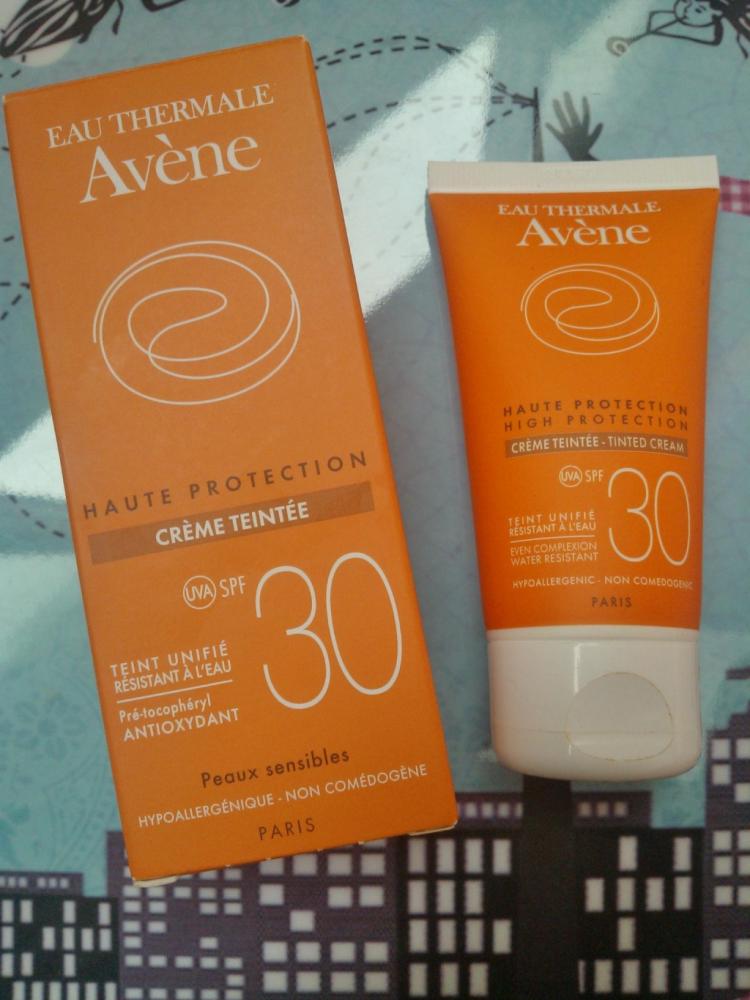 EAU THERMALE
Avène
HAUTE PROTECTION
CRÈME TEINTÉE
UVA SPF 30
TEINT UNIFIÉ
RÉSISTANT À L'EAU
Pré-tocophéryl
ANTIOXYDANT
Peaux sensibles
HYPOALLERGÉNIQUE - NON COMÉDOGÈNE
PARIS
EAU THERMALE
Avène
HAUTE PROTECTION
HIGH PROTECTION
CRÈME TEINTÉE - TINTED CREAM
UVA SPF 30
TEINT UNIFIÉ
RÉSISTANT À L'EAU
EVEN COMPLEXION
WATER RESISTANT
HYPOALLERGENIC - NON COMEDOGENIC
PARIS